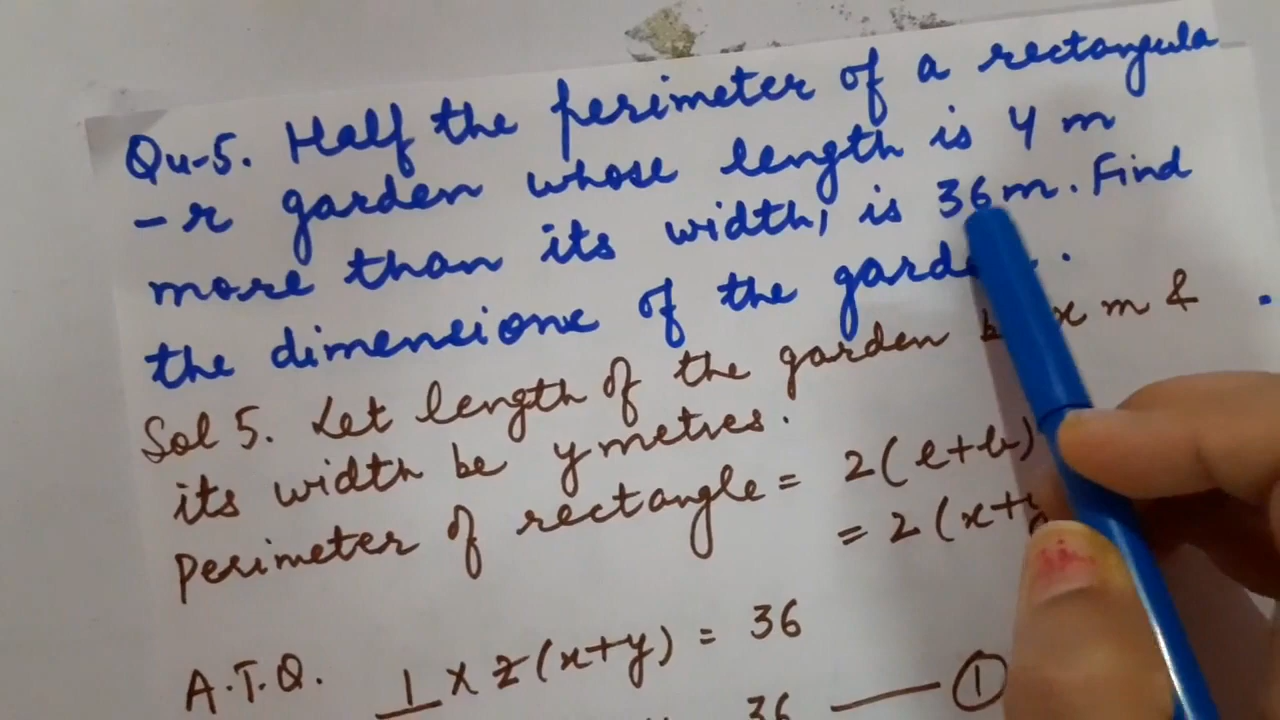 Qu-5. Half the perimeter of a rectangula
-r garden whose length is 4 m
more than its width, is 36 m. Find
the dimensions of the
Sol 5. Let length of the garden x m &
its width be y metres.
Perimeter of rectangle = 2(l+b)
= 2(x+y
A.T.Q. 1 × 2(x+y) = 36
36 —— ①